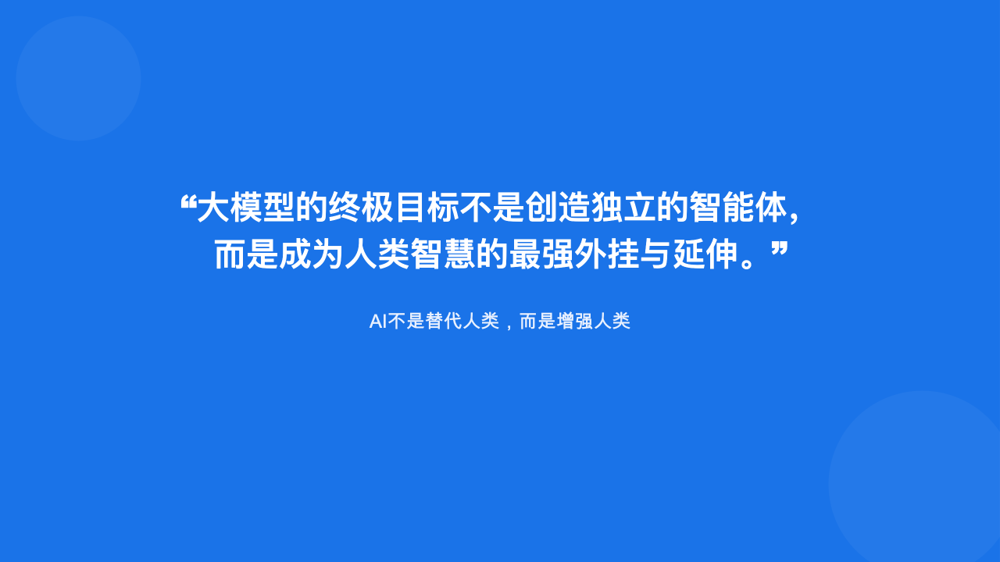 “大模型的终极目标不是创造独立的智能体，
而是成为人类智慧的最强外挂与延伸。”
AI不是替代人类，而是增强人类